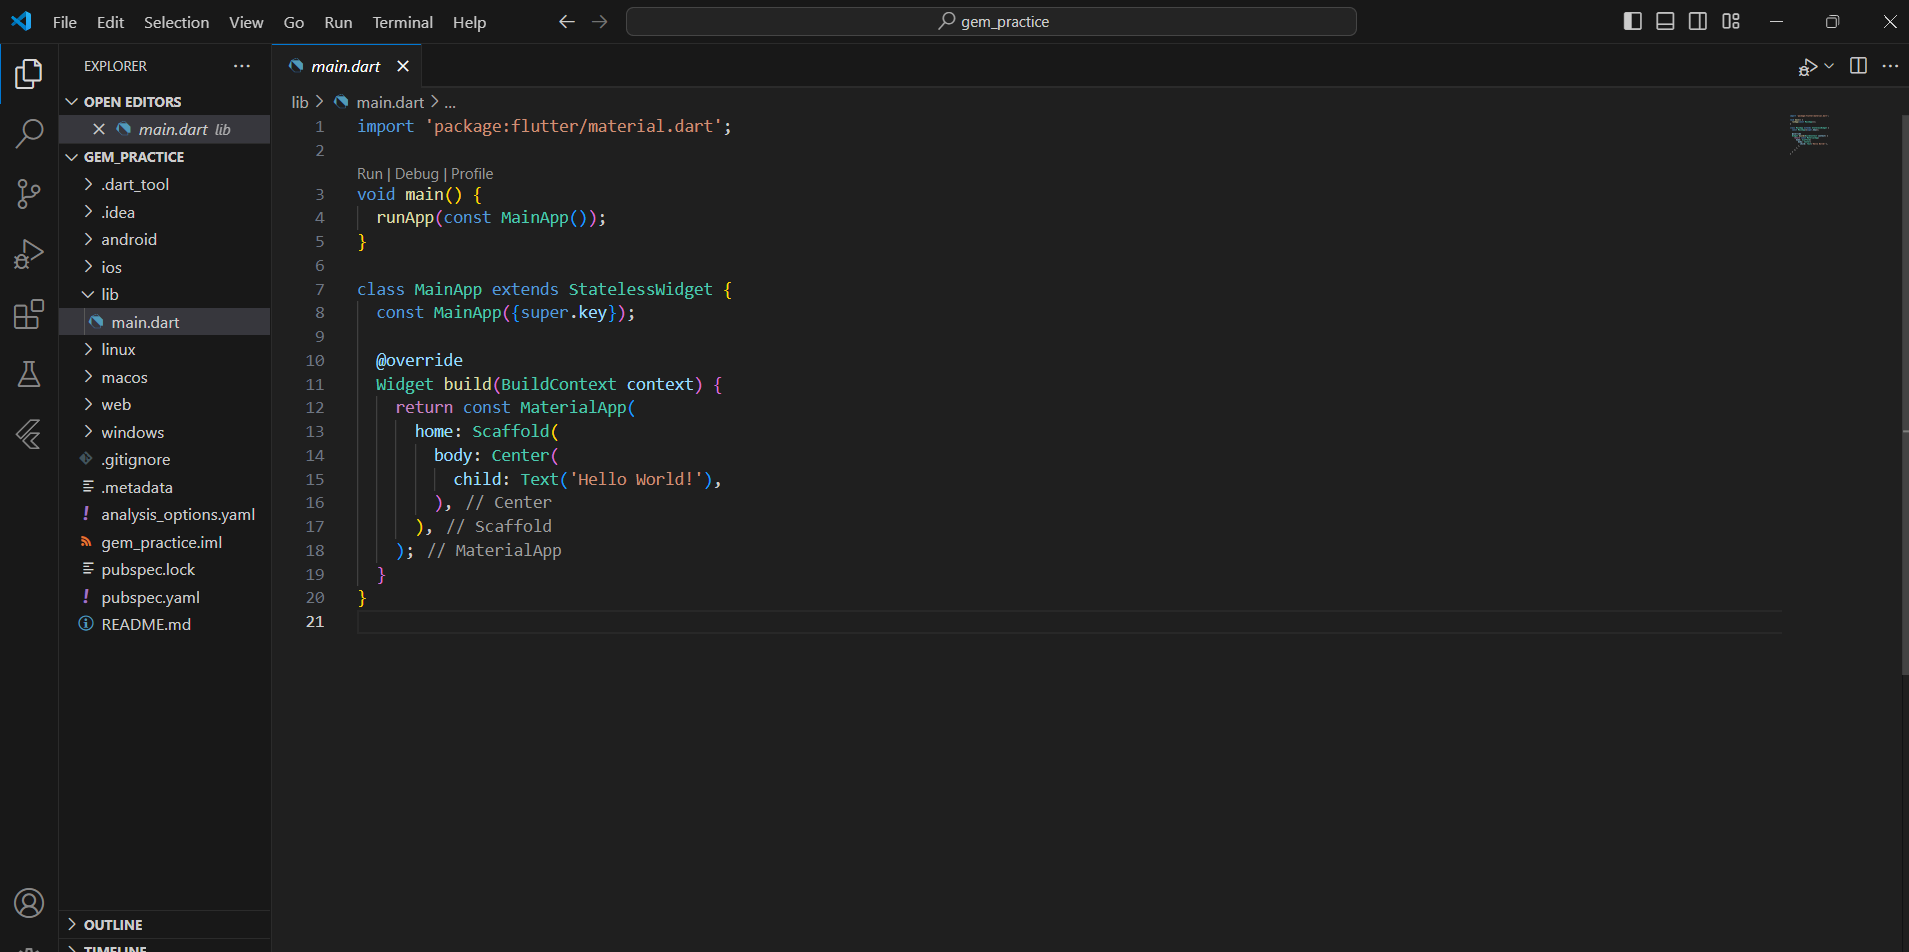 File Edit Selection View Go Run Terminal Help
gem_practice
EXPLORER
OPEN EDITORS
main.dart lib
GEM_PRACTICE
.dart_tool
.idea
android
ios
lib
main.dart
linux
macos
web
windows
.gitignore
.metadata
analysis_options.yaml
gem_practice.iml
pubspec.lock
pubspec.yaml
README.md
OUTLINE
TIMELINE
main.dart
lib > main.dart > ...
1 import 'package:flutter/material.dart';
2
Run | Debug | Profile
3 void main() {
4 runApp(const MainApp());
5 }
6
7 class MainApp extends StatelessWidget {
8 const MainApp({super.key});
9
10 @override
11 Widget build(BuildContext context) {
12 return const MaterialApp(
13 home: Scaffold(
14 body: Center(
15 child: Text('Hello World!'),
16 ), // Center
17 ), // Scaffold
18 ); // MaterialApp
19 }
20 }
21